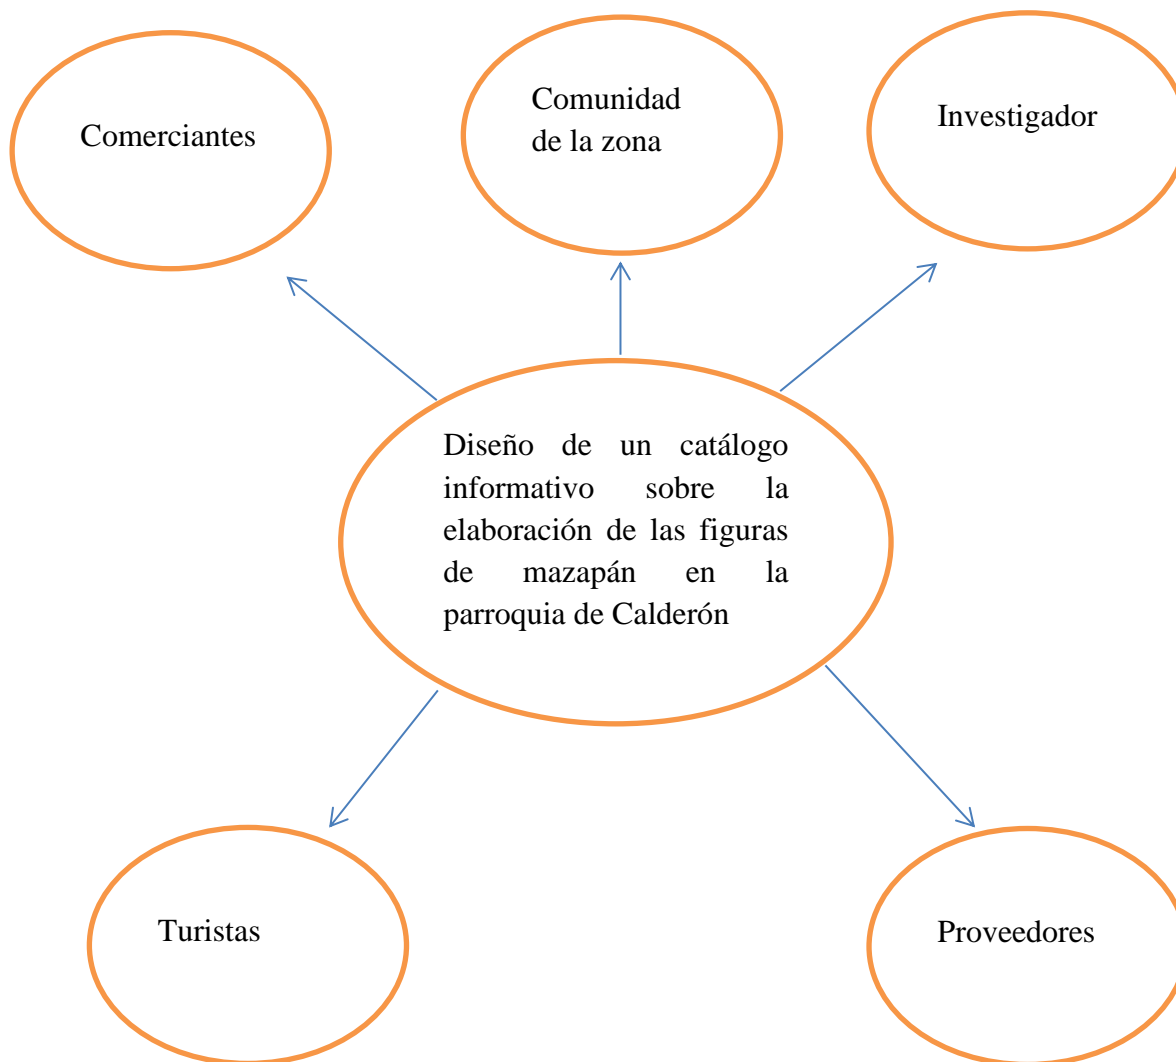 Comerciantes
Comunidad
de la zona
Investigador
Diseño de un catálogo
informativo sobre la
elaboración de las figuras
de mazapán en la
parroquia de Calderón
Turistas
Proveedores